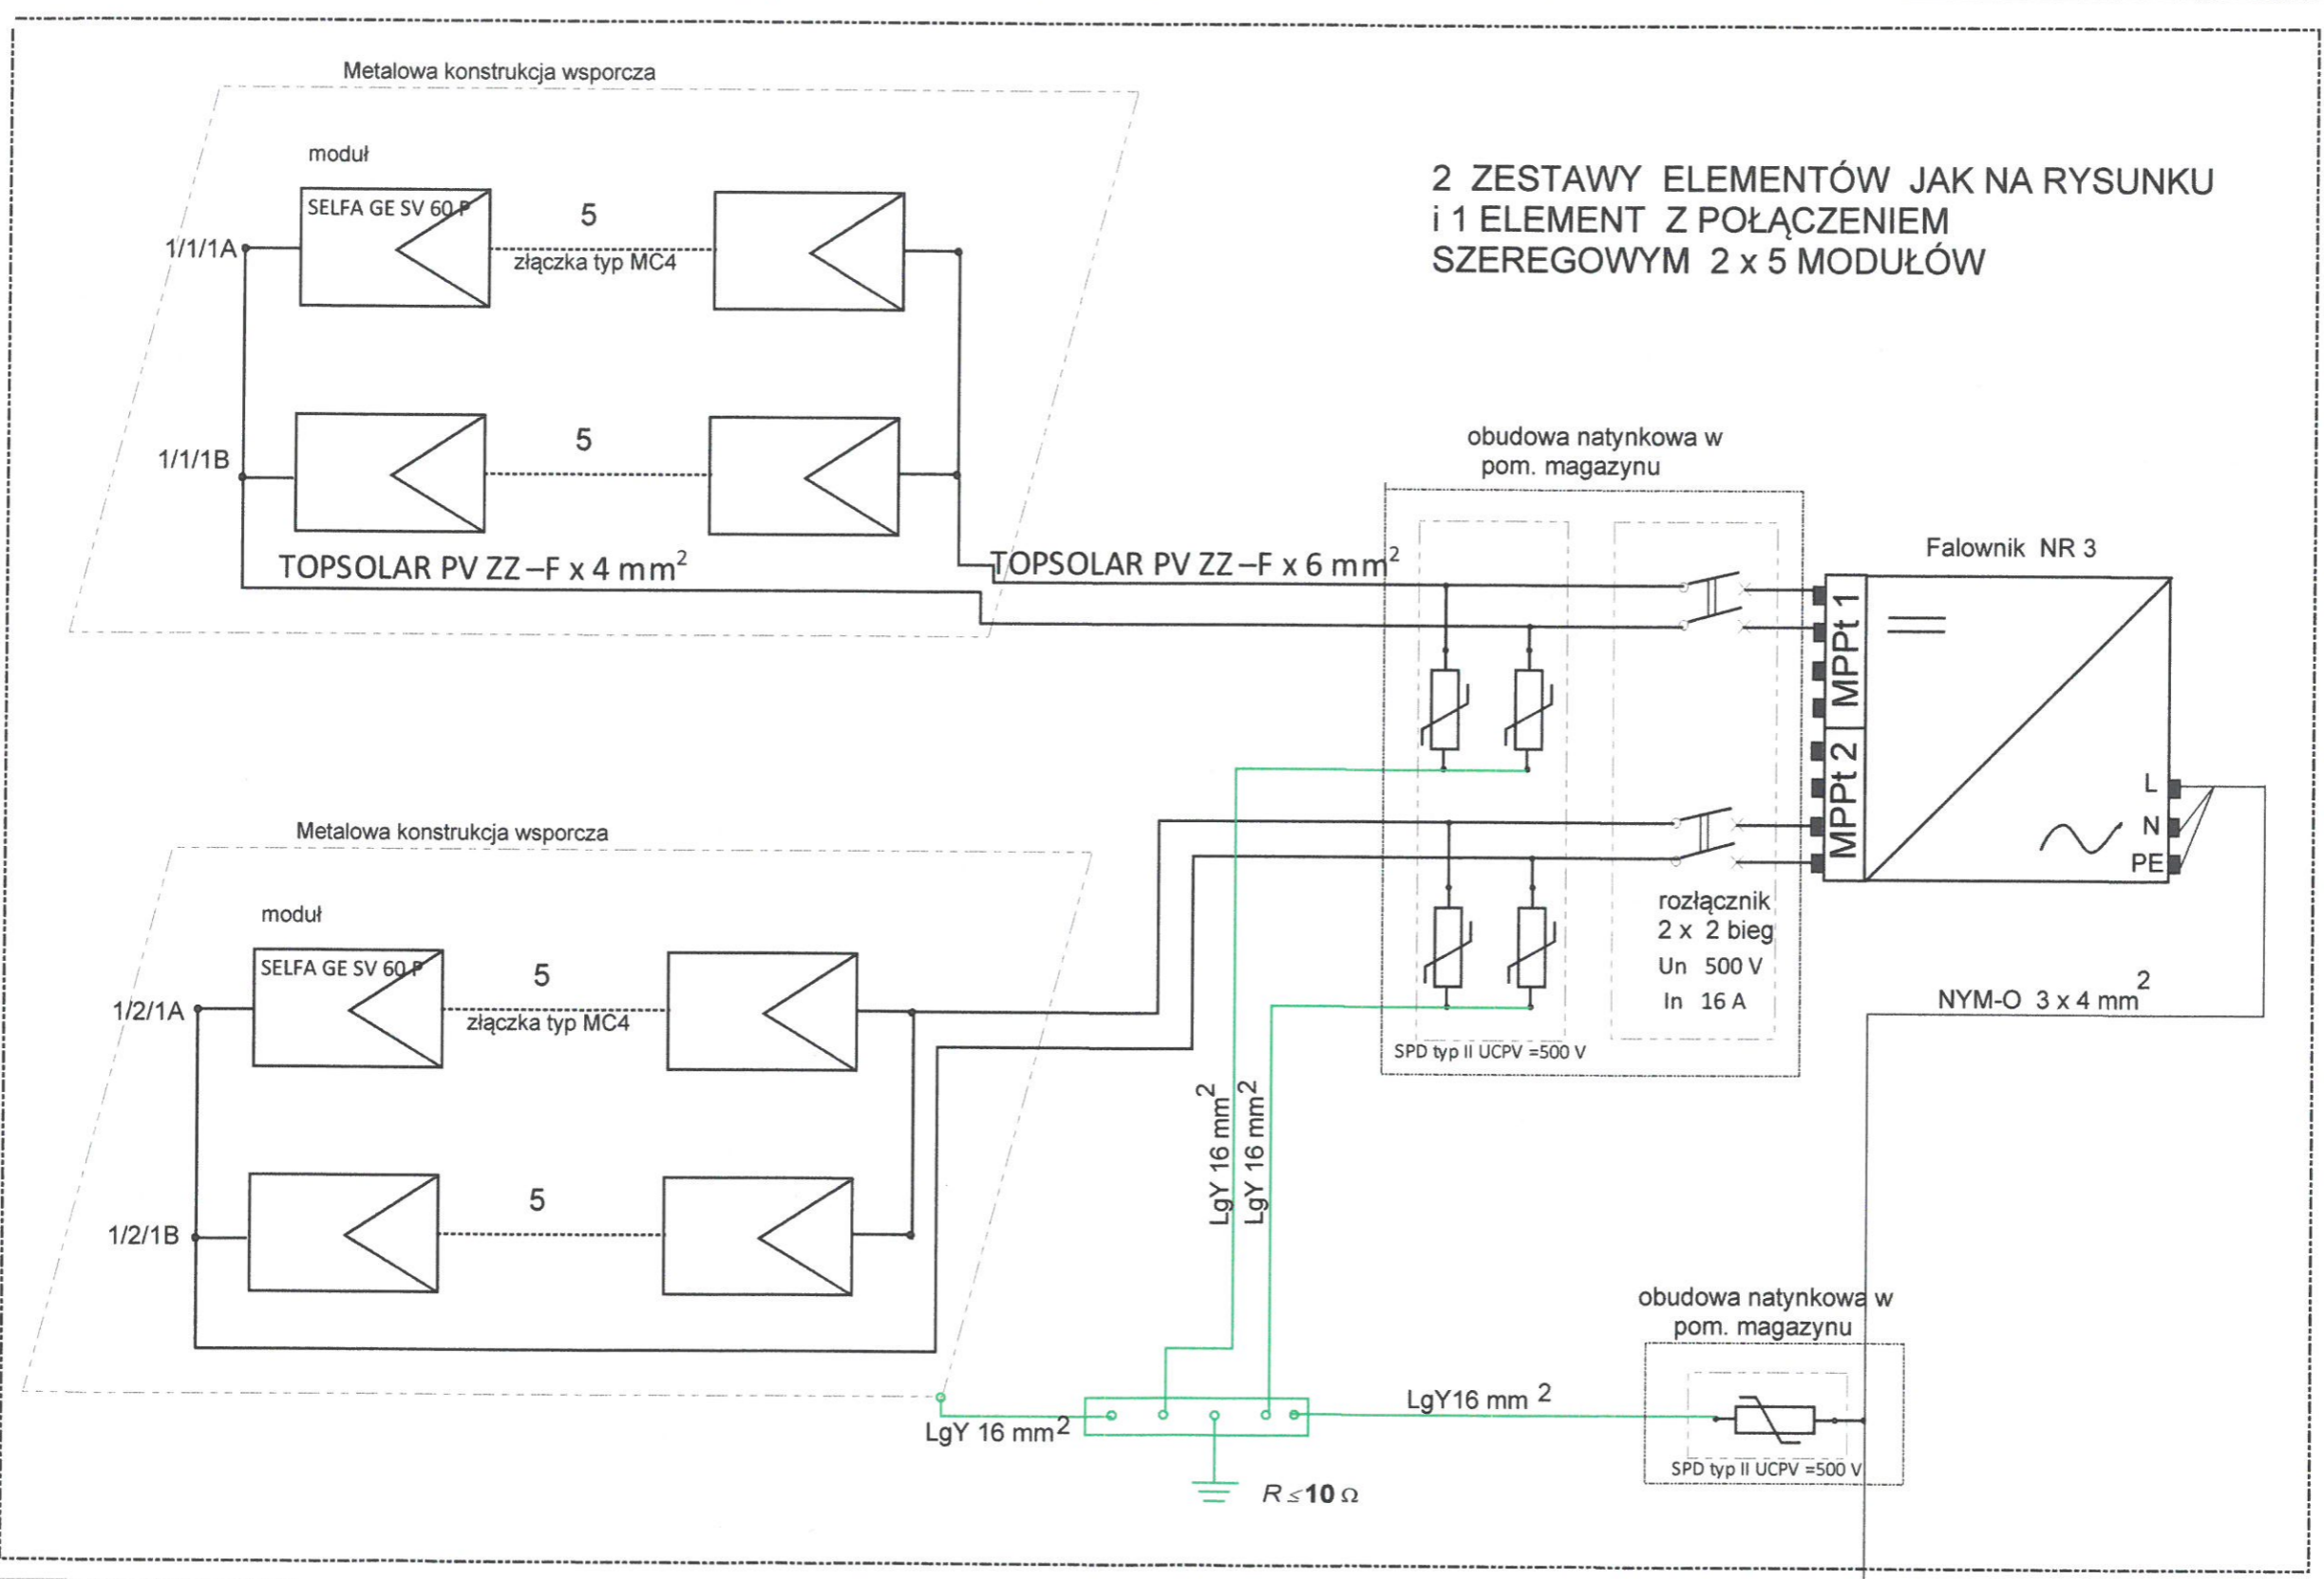 Metalowa konstrukcja wsporcza
moduł
SELFA GE SV 60 P
5
złączka typ MC4
1/1/1A
5
1/1/1B
TOPSOLAR PV ZZ–F x 4 mm²
TOPSOLAR PV ZZ–F x 6 mm²
2 ZESTAWY ELEMENTÓW JAK NA RYSUNKU
i 1 ELEMENT Z POŁĄCZENIEM
SZEREGOWYM 2 x 5 MODUŁÓW
obudowa natynkowa w
pom. magazynu
Falownik NR 3
MPPt 1
MPPt 2
L
N
PE
rozłącznik
2 x 2 bieg
Un 500 V
In 16 A
SPD typ II UCPV =500 V
NYM-O 3 x 4 mm²
Metalowa konstrukcja wsporcza
moduł
SELFA GE SV 60 P
5
złączka typ MC4
1/2/1A
5
1/2/1B
LgY 16 mm²
LgY 16 mm²
obudowa natynkowa w
pom. magazynu
LgY 16 mm²
LgY16 mm²
SPD typ II UCPV =500 V
R ≤10 Ω